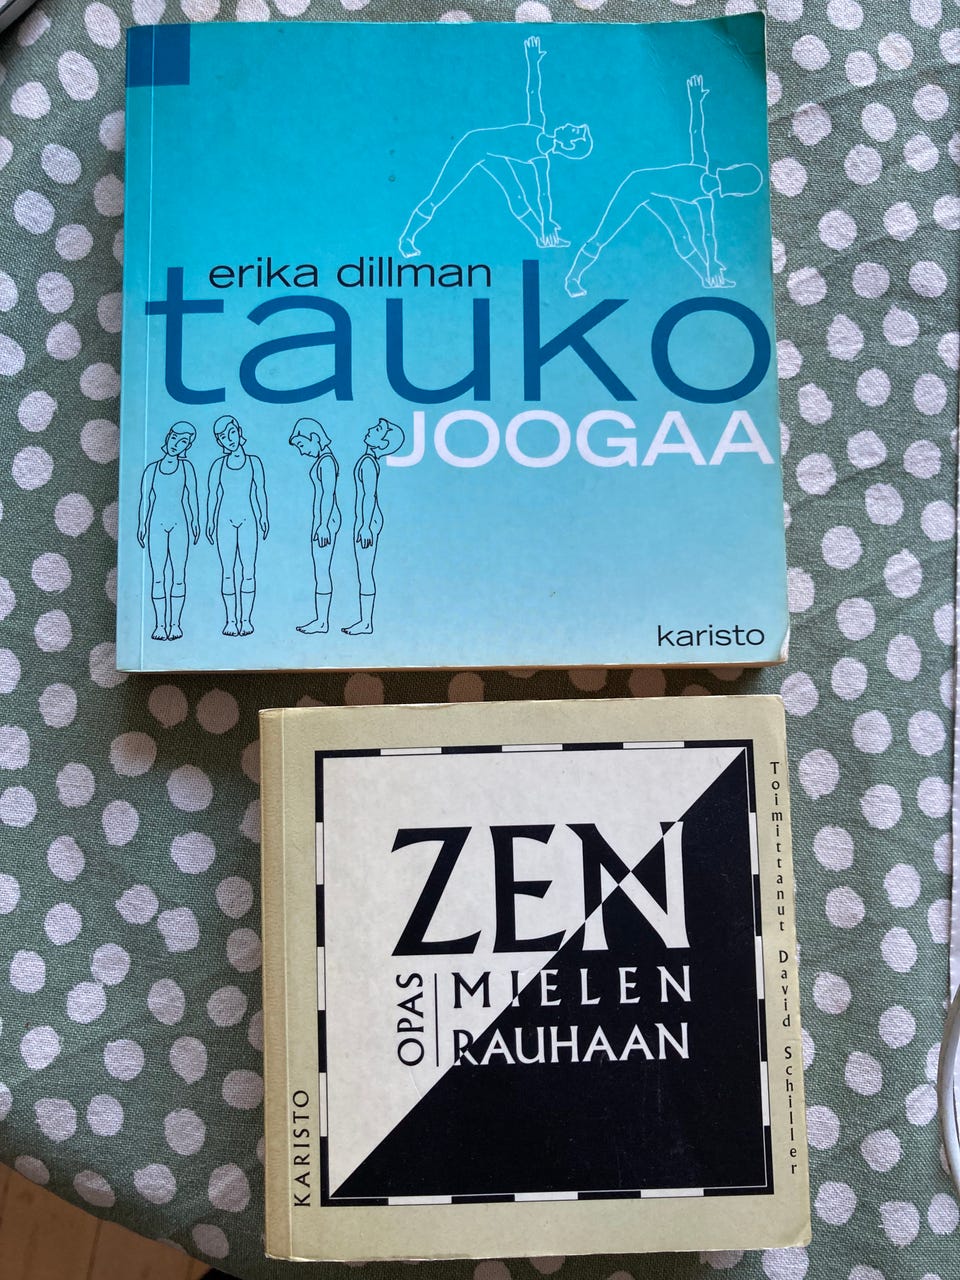 erika dillman
tauko
JOOGAA
karisto
ZEN
OPAS
MIELEN
RAUHAAN
KARISTO
Toimittanut David Schiller